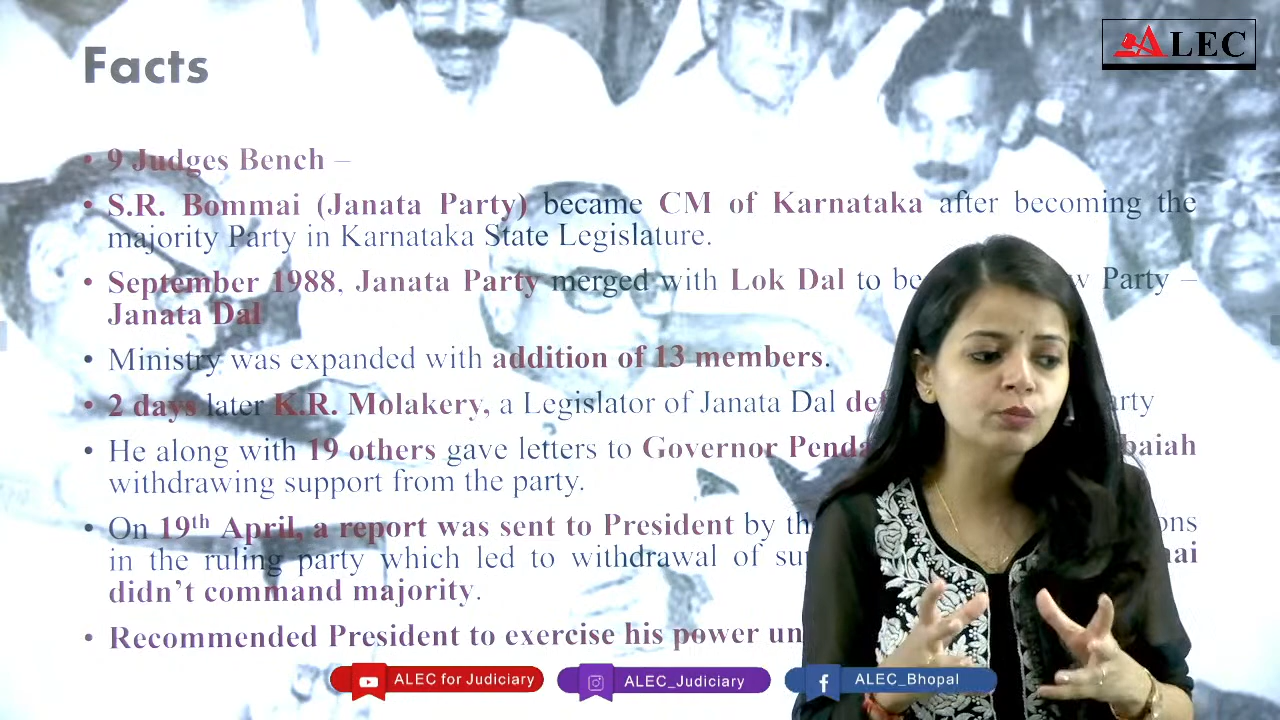 Facts
ALEC
• 9 Judges Bench –
• S.R. Bommai (Janata Party) became CM of Karnataka after becoming the
majority Party in Karnataka State Legislature.
• September 1988, Janata Party merged with Lok Dal to Party –
Janata Dal
• Ministry was expanded with addition of 13 members.
• 2 days later K.R. Molakery, a Legislator of Janata Dal
• He along with 19 others gave letters to Governor
withdrawing support from the party.
• On 19th April, a report was sent to President by
in the ruling party which led to withdrawal of
didn’t command majority.
• Recommended President to exercise his power
ALEC for Judiciary
ALEC_Judiciary
ALEC_Bhopal